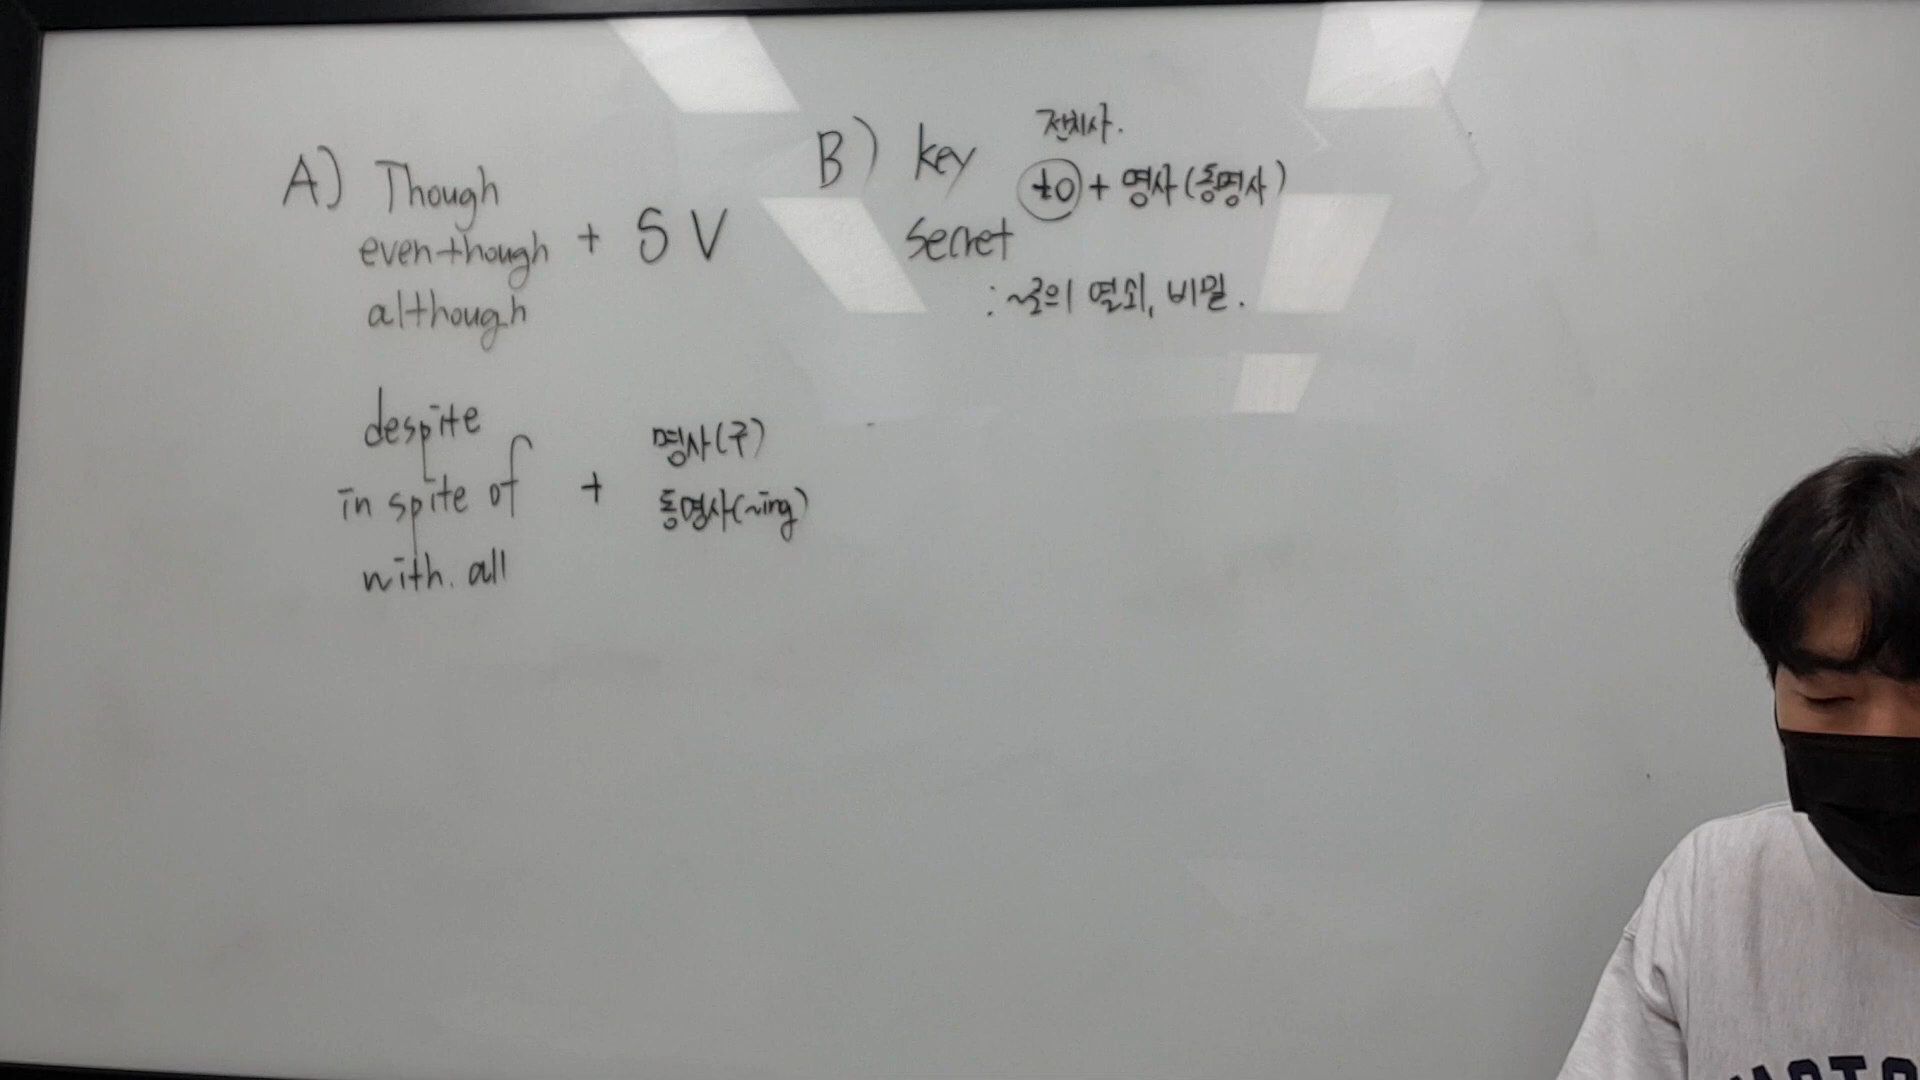 A) Though
even though + S V
although
despite
in spite of + 명사(구)
동명사(~ing)
with. all
B) key
전치사.
to + 명사(동명사)
Secret
: ~로의 열쇠, 비밀.